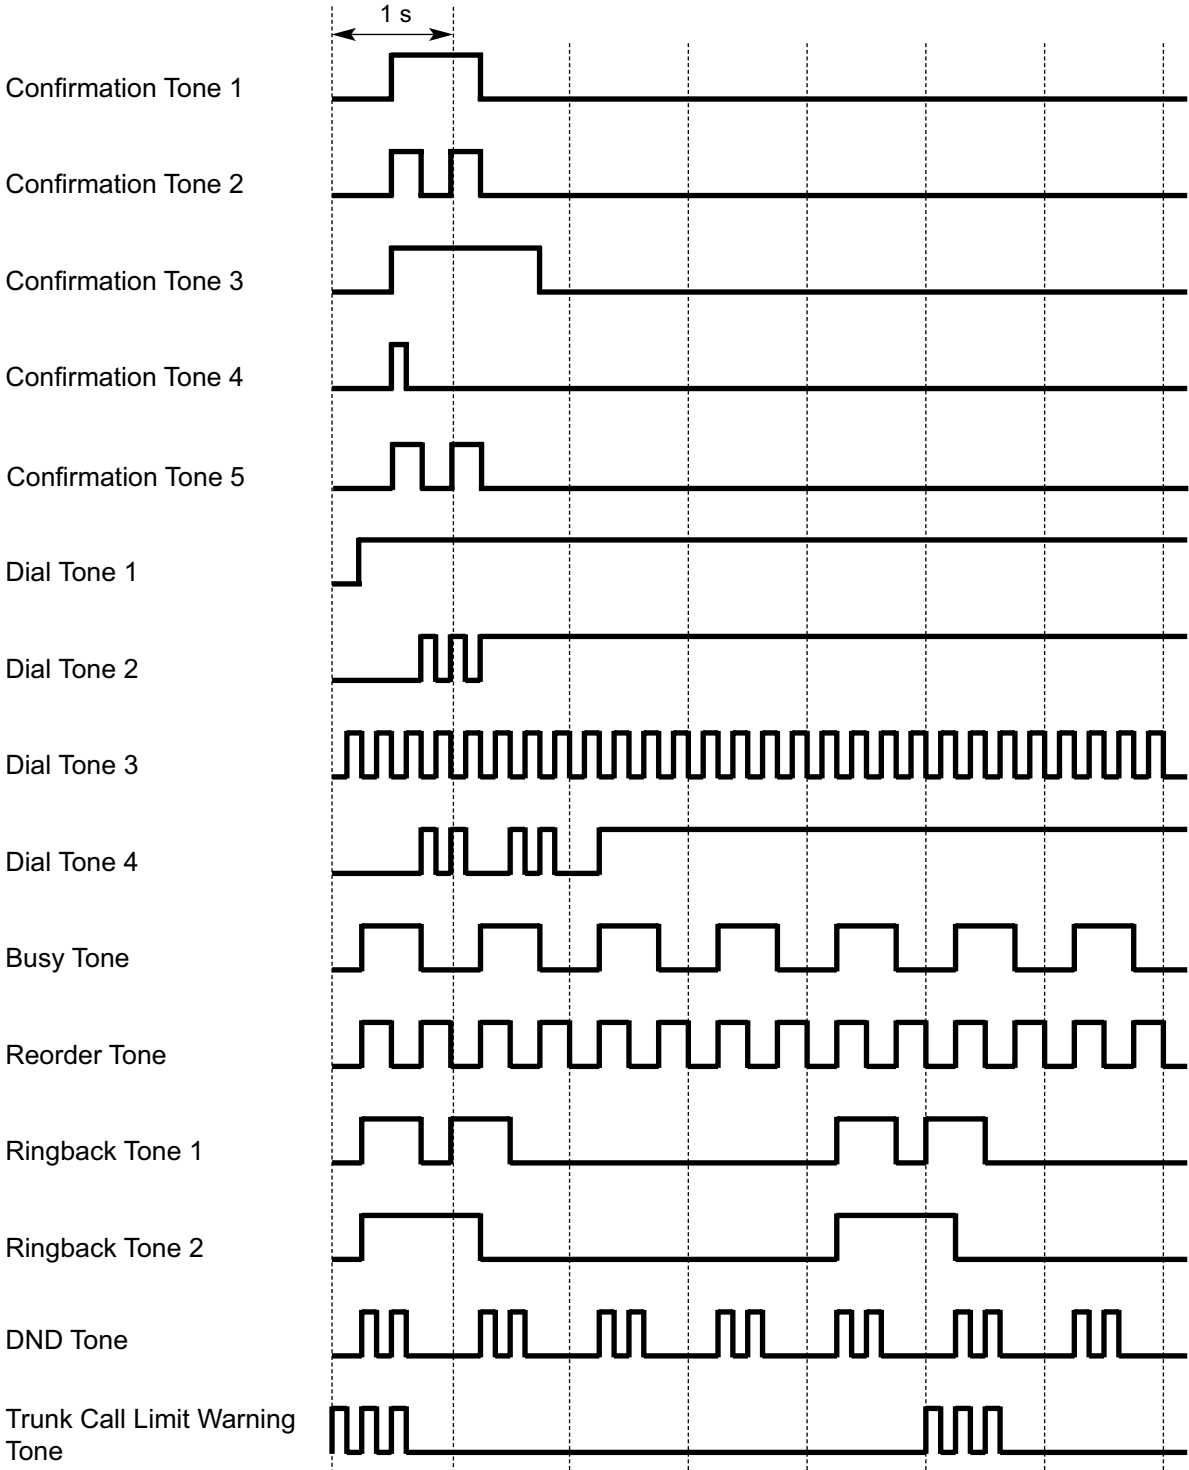 1 s
Confirmation Tone 1
Confirmation Tone 2
Confirmation Tone 3
Confirmation Tone 4
Confirmation Tone 5
Dial Tone 1
Dial Tone 2
Dial Tone 3
Dial Tone 4
Busy Tone
Reorder Tone
Ringback Tone 1
Ringback Tone 2
DND Tone
Trunk Call Limit Warning
Tone